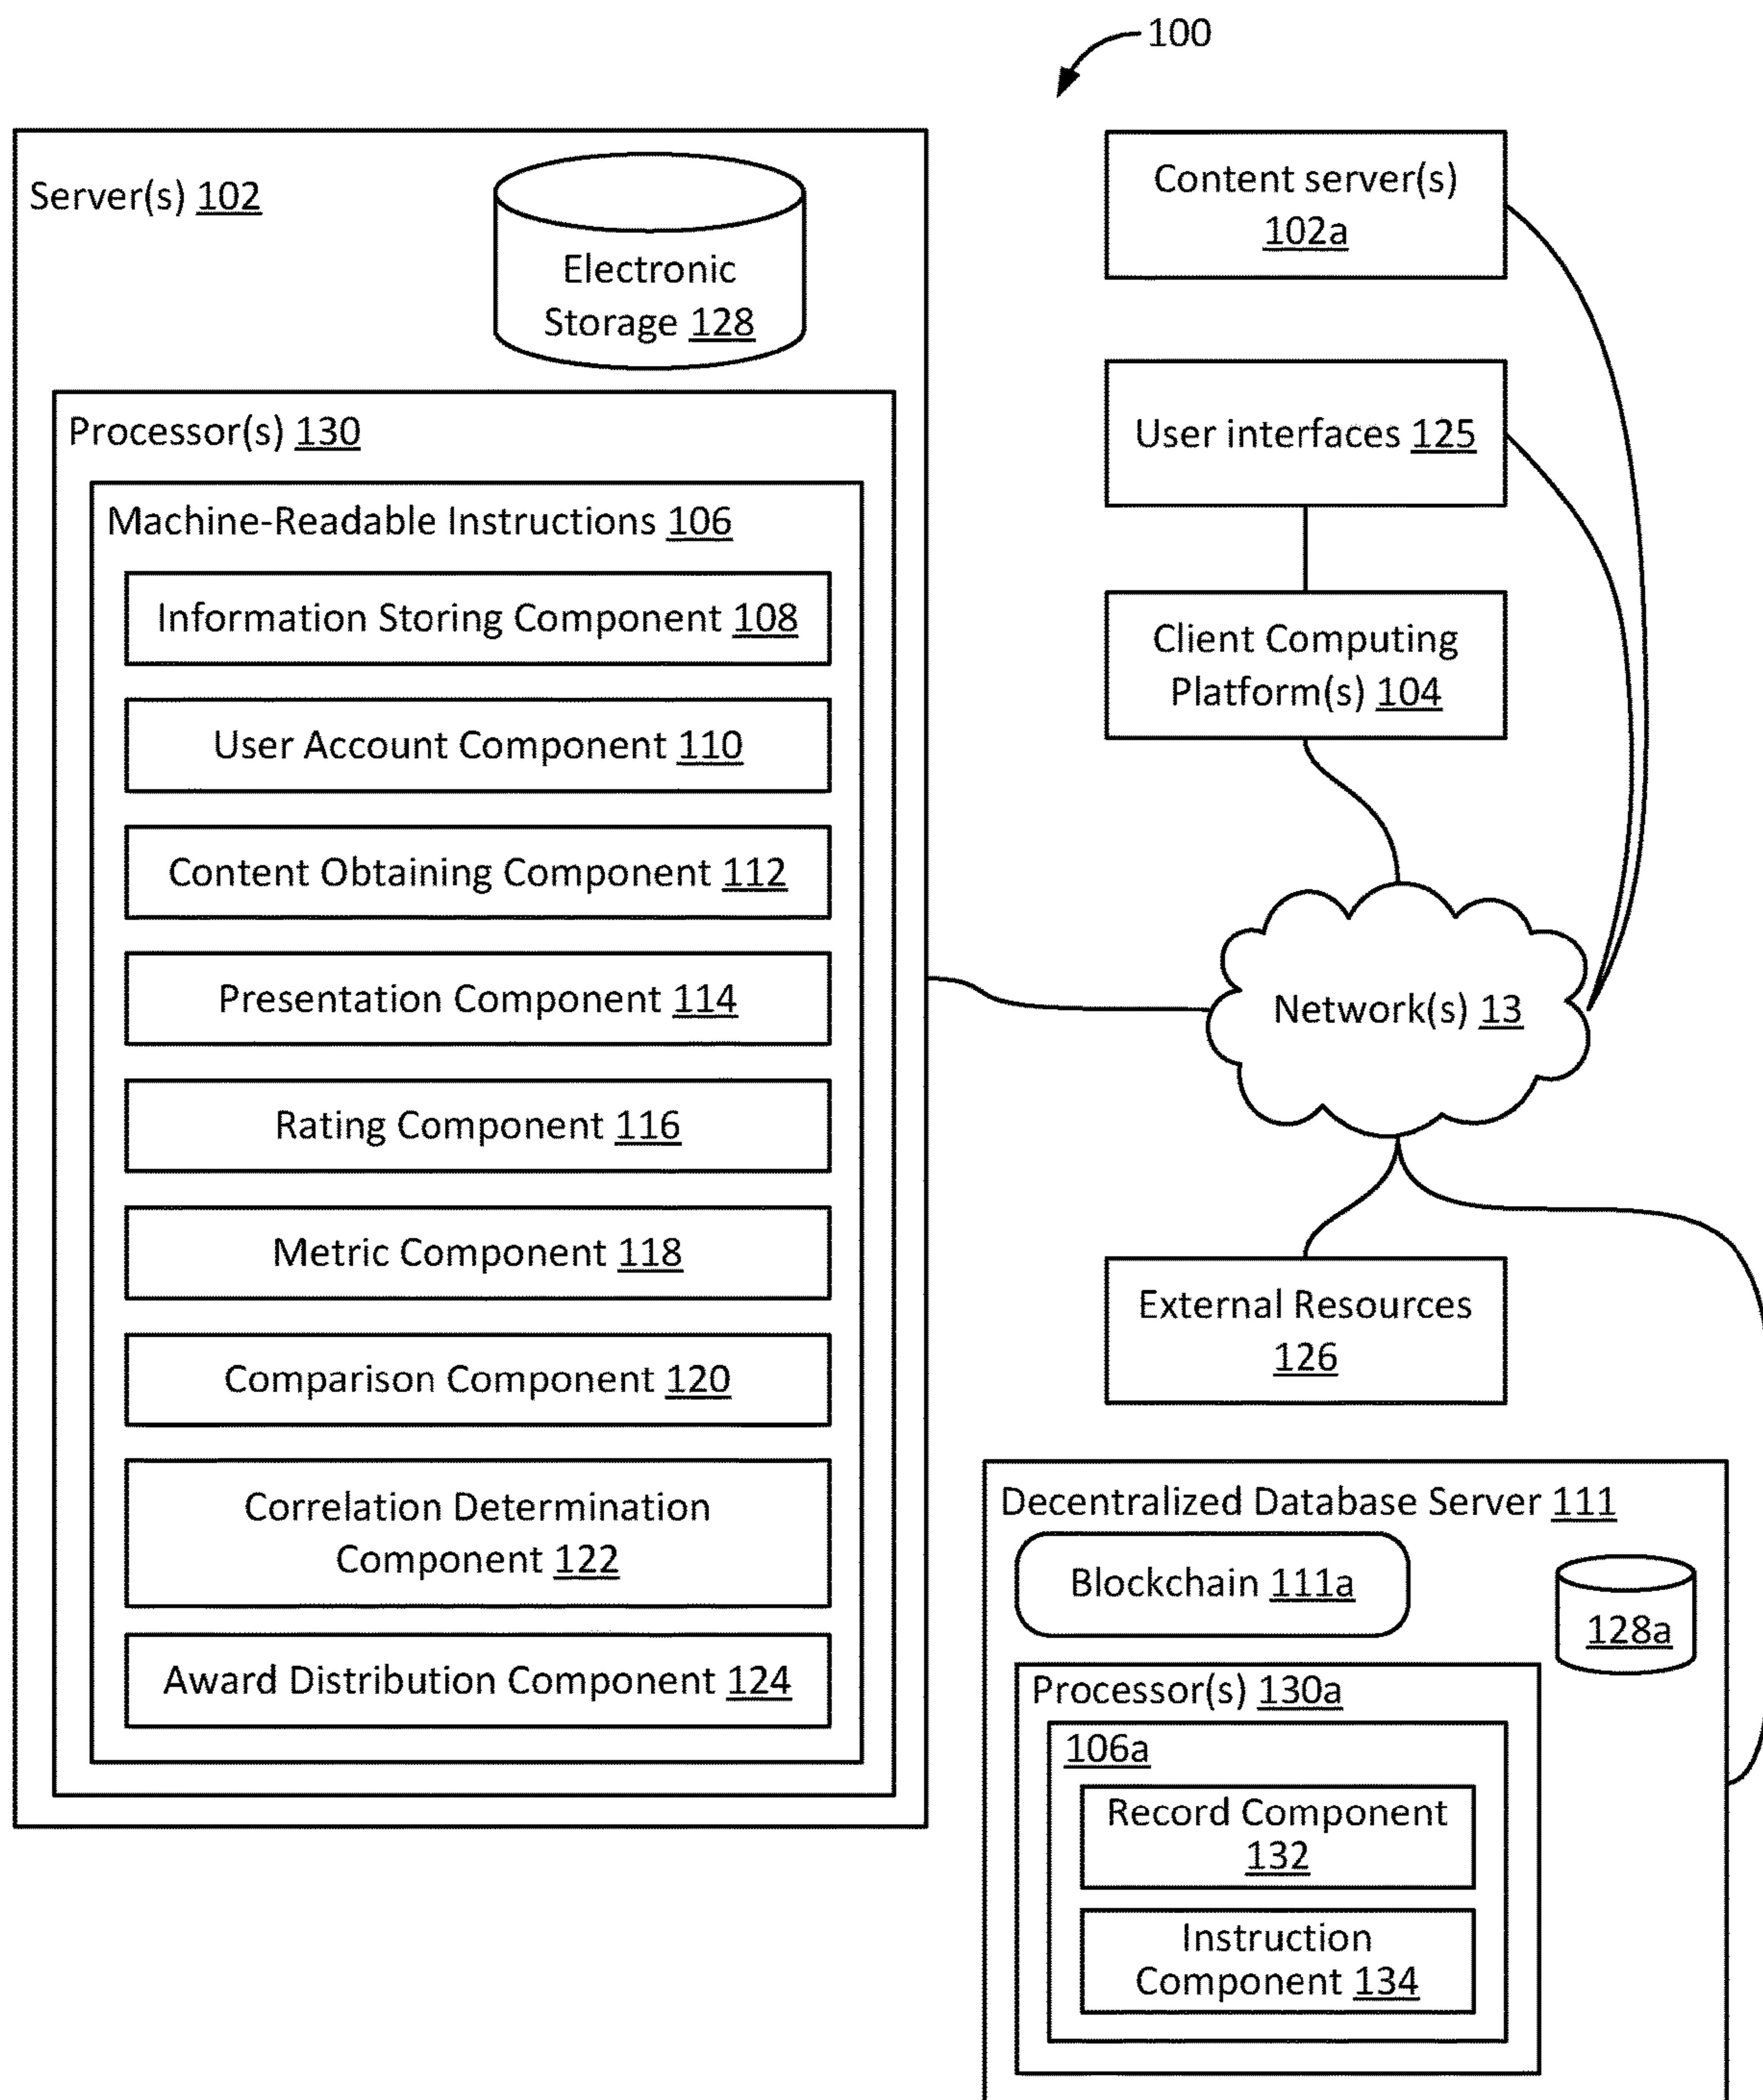 100
Server(s) 102
Electronic
Storage 128
Processor(s) 130
Machine-Readable Instructions 106
Information Storing Component 108
User Account Component 110
Content Obtaining Component 112
Presentation Component 114
Rating Component 116
Metric Component 118
Comparison Component 120
Correlation Determination
Component 122
Award Distribution Component 124
Content server(s)
102a
User interfaces 125
Client Computing
Platform(s) 104
Network(s) 13
External Resources
126
Decentralized Database Server 111
Blockchain 111a
128a
Processor(s) 130a
106a
Record Component
132
Instruction
Component 134